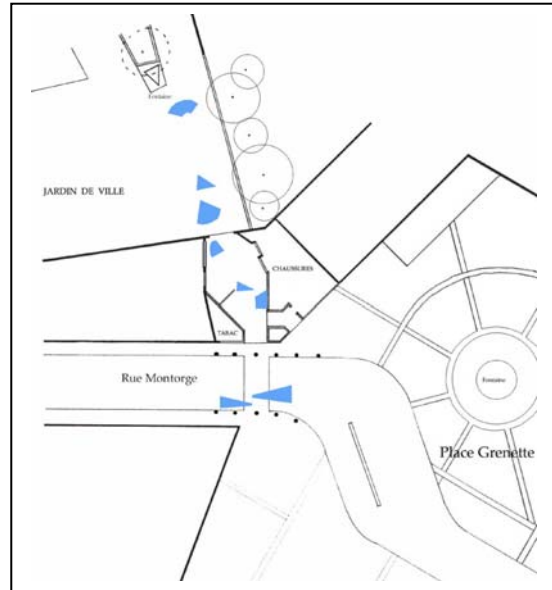 Fontaine
JARDIN DE VILLE
CHAUSSURES
TABAC
Rue Montorge
Fontaine
Place Grenette